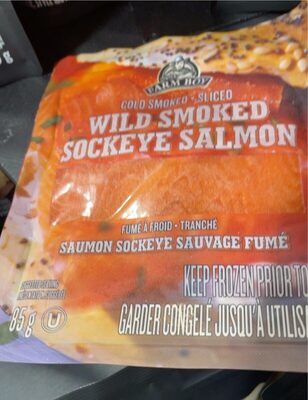 FARM BOY
COLD SMOKED • SLICED
WILD SMOKED
SOCKEYE SALMON
FUMÉ À FROID • TRANCHÉ
SAUMON SOCKEYE SAUVAGE FUMÉ
KEEP FROZEN PRIOR TO
GARDER CONGELÉ JUSQU'À UTILIS
85 g
U
g